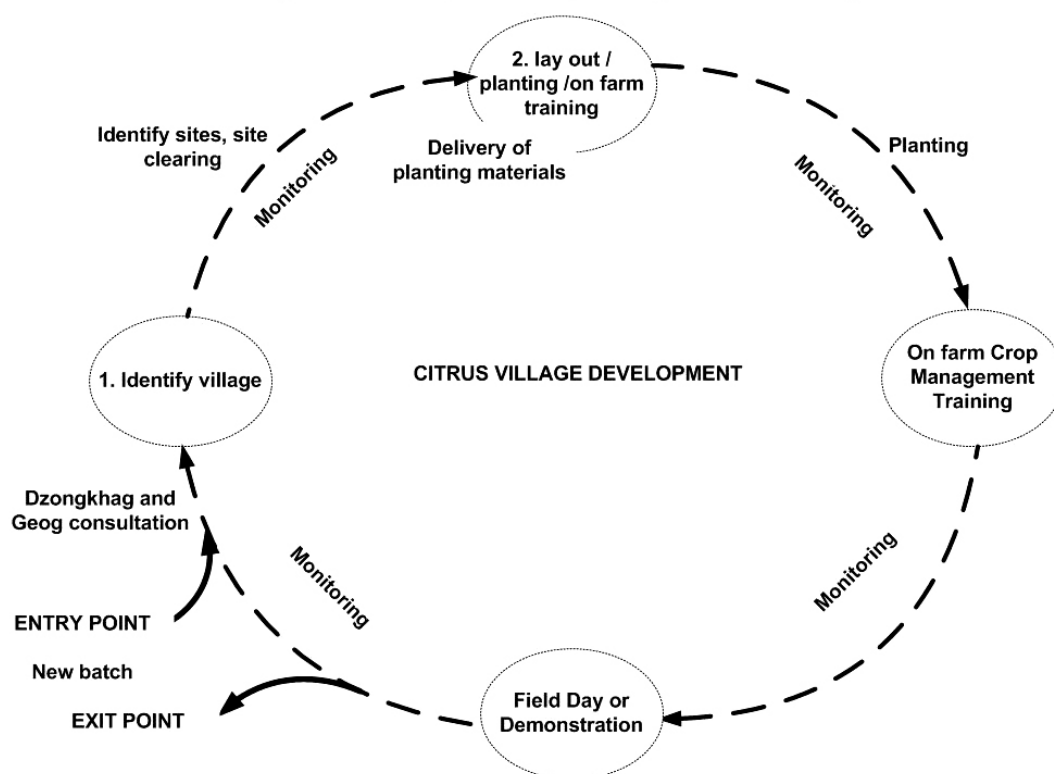 2. lay out /
planting /on farm
training
Delivery of
planting materials
Identify sites, site
clearing
Monitoring
Planting
Monitoring
1. Identify village
CITRUS VILLAGE DEVELOPMENT
On farm Crop
Management
Training
Dzongkhag and
Geog consultation
Monitoring
Monitoring
ENTRY POINT
New batch
EXIT POINT
Field Day or
Demonstration